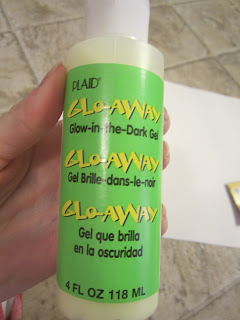 PLAID®
GLO-AWAY
Glow-in-the-Dark Gel
GLO-AWAY
Gel Brille-dans-le-noir
GLO-AWAY
Gel que brilla
en la oscuridad
4 FL OZ 118 ML